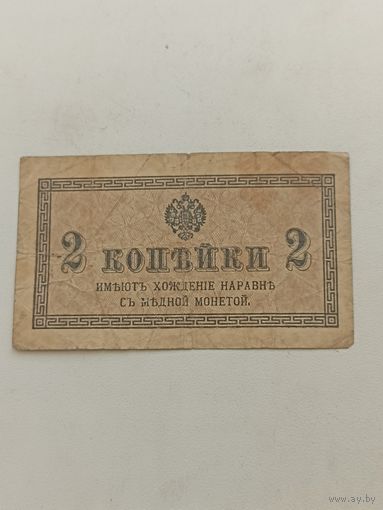 2 КОПѢЙКИ 2
ИМѢЮТЪ ХОЖДЕНІЕ НАРАВНѢ
СЪ МѢДНОЙ МОНЕТОЙ.
www.ay.by